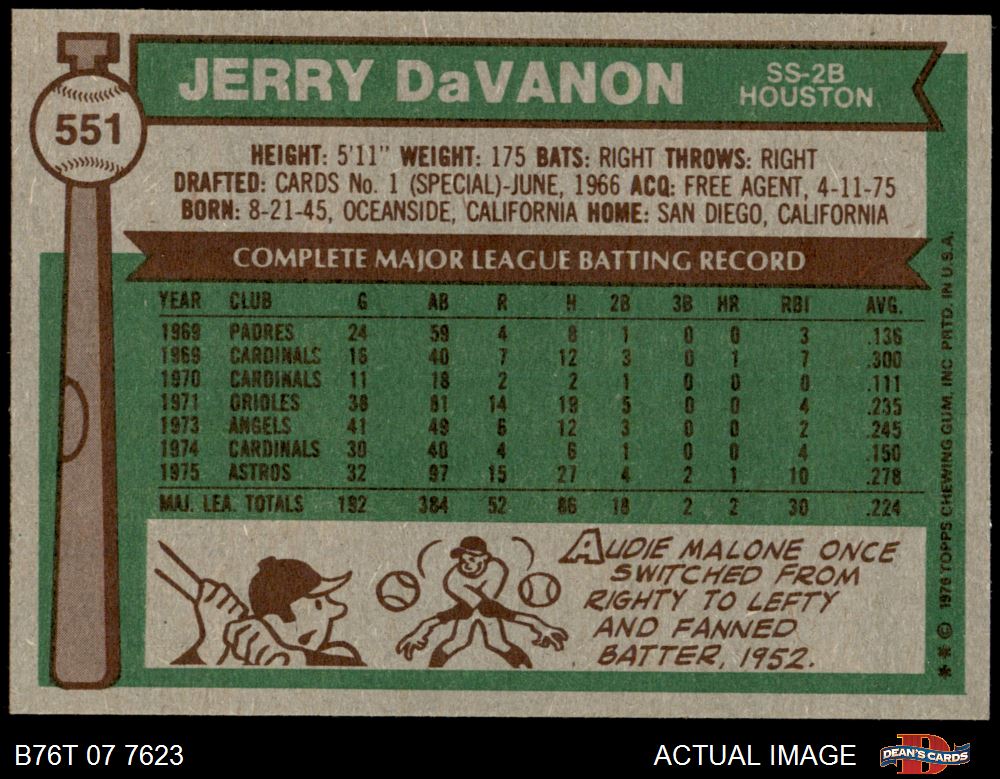 551
JERRY DaVANON
SS-2B
HOUSTON
HEIGHT: 5'11" WEIGHT: 175 BATS: RIGHT THROWS: RIGHT
DRAFTED: CARDS No. 1 (SPECIAL)-JUNE, 1966 ACQ: FREE AGENT, 4-11-75
BORN: 8-21-45, OCEANSIDE, CALIFORNIA HOME: SAN DIEGO, CALIFORNIA
COMPLETE MAJOR LEAGUE BATTING RECORD
YEAR CLUB G AB R H 2B 3B HR RBI AVG.
1969 PADRES 24 59 4 8 1 0 0 3 .136
1969 CARDINALS 16 40 7 12 3 0 1 7 .300
1970 CARDINALS 11 18 2 2 1 0 0 0 .111
1971 ORIOLES 38 81 14 19 5 0 0 4 .235
1973 ANGELS 41 49 6 12 3 0 0 2 .245
1974 CARDINALS 30 40 4 6 1 0 0 4 .150
1975 ASTROS 32 97 15 27 4 2 1 10 .278
MAJ. LEA. TOTALS 192 384 52 86 18 2 2 30 .224
AUDIE MALONE ONCE
SWITCHED FROM
RIGHTY TO LEFTY
AND FANNED
BATTER, 1952.
** © 1976 TOPPS CHEWING GUM, INC PRTD. IN U.S.A.
B76T 07 7623
ACTUAL IMAGE
DEAN'S CARDS